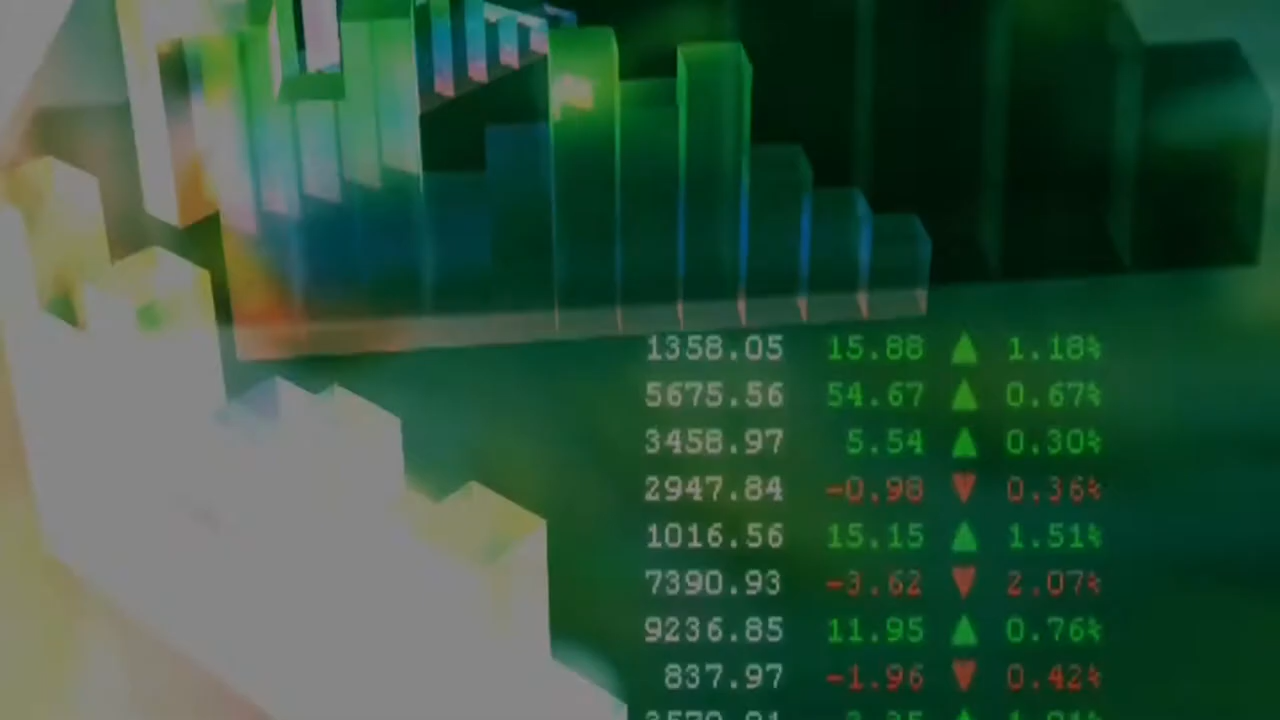 1358.05 15.88 ▲ 1.18%
5675.56 54.67 ▲ 0.67%
3458.97 5.54 ▲ 0.30%
2947.84 -0.98 ▼ 0.36%
1016.56 15.15 ▲ 1.51%
7390.93 -3.62 ▼ 2.07%
9236.85 11.95 ▲ 0.76%
837.97 -1.96 ▼ 0.42%